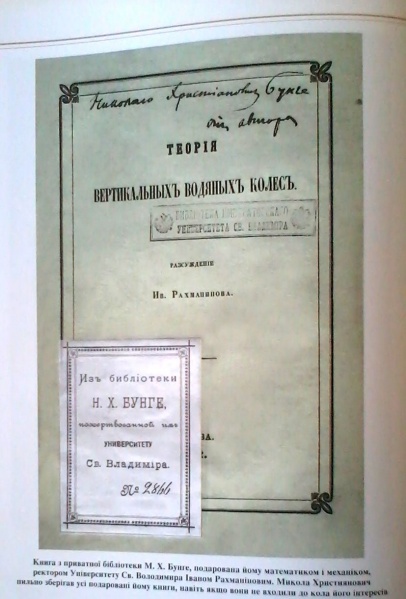 Николаю Христіановичу Бунге
отъ автора
ТЕОРІЯ
ВЕРТИКАЛЬНЫХЪ ВОДЯНЫХЪ КОЛЕСЪ.
БИБЛІОТЕКА ИМПЕРАТОРСКАГО
УНИВЕРСИТЕТА СВ. ВЛАДИМІРА
РАЗСУЖДЕНІЕ
Ив. Рахманинова.
Изъ библіотеки
Н. Х. БУНГЕ,
пожертвованной имъ
УНИВЕРСИТЕТУ
Св. Владиміра.
№ 2866
Книга з приватної бібліотеки М. Х. Бунге, подарована йому математиком і механіком,
ректором Університету Св. Володимира Іваном Рахманіновим. Микола Християнович
пильно зберігав усі подаровані йому книги, навіть якщо вони не входили до кола його інтересів